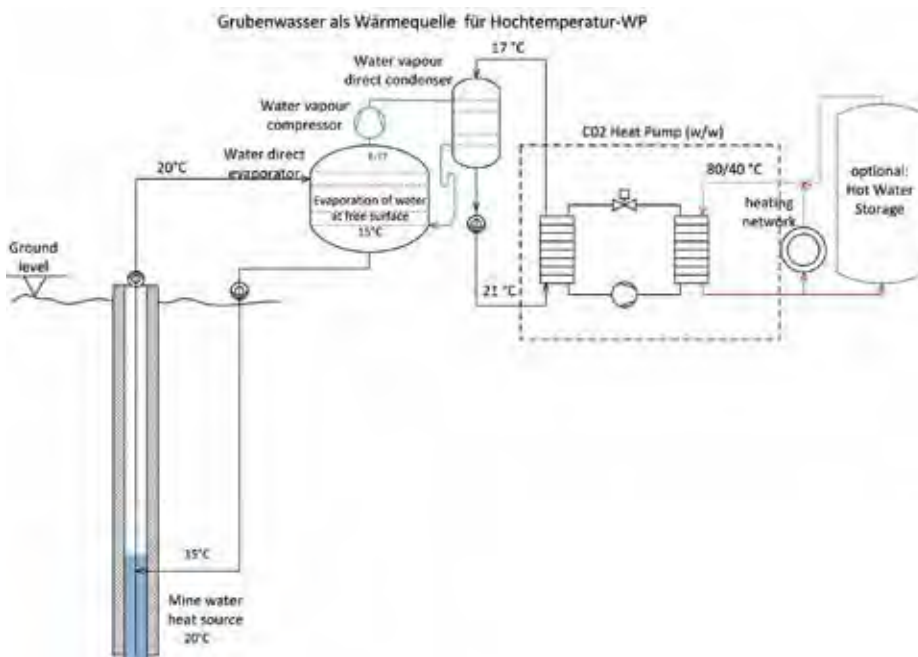 Grubenwasser als Wärmequelle für Hochtemperatur-WP
Water vapour
direct condenser
17 °C
Water vapour
compressor
C02 Heat Pump (w/w)
20°C
Water direct
evaporator
Evaporation of water
at free surface
15°C
80/40 °C
heating
network
optional:
Hot Water
Storage
Ground
level
21 °C
15°C
Mine water
heat source
20°C